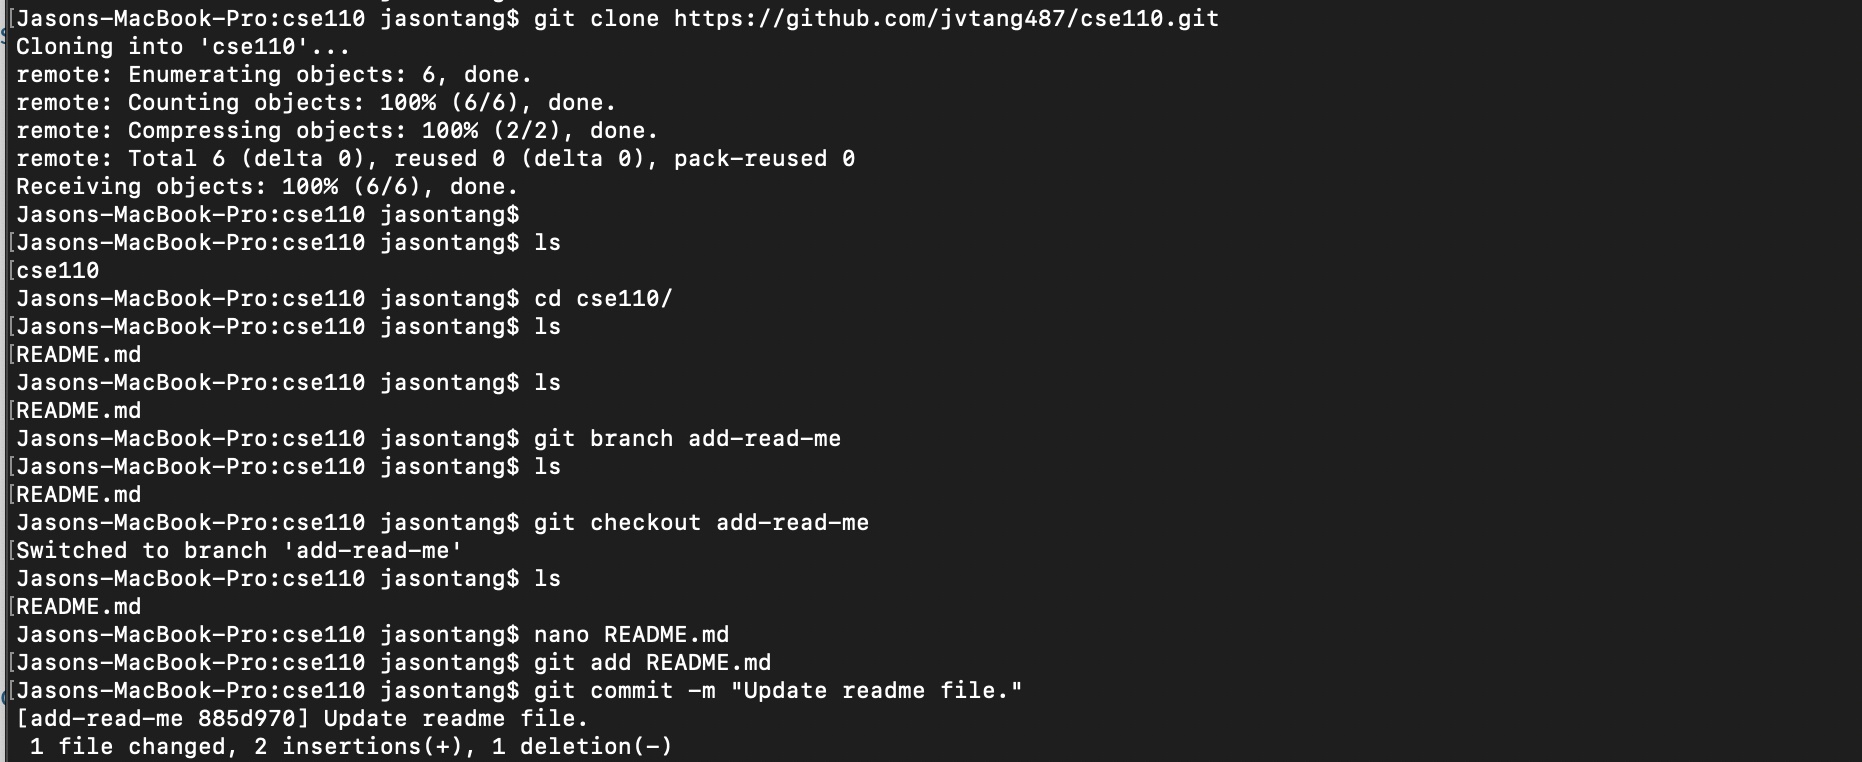 [Jasons-MacBook-Pro:cse110 jasontang$ git clone https://github.com/jvtang487/cse110.git
Cloning into 'cse110'...
remote: Enumerating objects: 6, done.
remote: Counting objects: 100% (6/6), done.
remote: Compressing objects: 100% (2/2), done.
remote: Total 6 (delta 0), reused 0 (delta 0), pack-reused 0
Receiving objects: 100% (6/6), done.
Jasons-MacBook-Pro:cse110 jasontang$
[Jasons-MacBook-Pro:cse110 jasontang$ ls
[cse110
Jasons-MacBook-Pro:cse110 jasontang$ cd cse110/
[Jasons-MacBook-Pro:cse110 jasontang$ ls
[README.md
Jasons-MacBook-Pro:cse110 jasontang$ ls
[README.md
Jasons-MacBook-Pro:cse110 jasontang$ git branch add-read-me
[Jasons-MacBook-Pro:cse110 jasontang$ ls
[README.md
Jasons-MacBook-Pro:cse110 jasontang$ git checkout add-read-me
[Switched to branch 'add-read-me'
Jasons-MacBook-Pro:cse110 jasontang$ ls
[README.md
Jasons-MacBook-Pro:cse110 jasontang$ nano README.md
[Jasons-MacBook-Pro:cse110 jasontang$ git add README.md
[Jasons-MacBook-Pro:cse110 jasontang$ git commit -m "Update readme file."
[add-read-me 885d970] Update readme file.
 1 file changed, 2 insertions(+), 1 deletion(-)